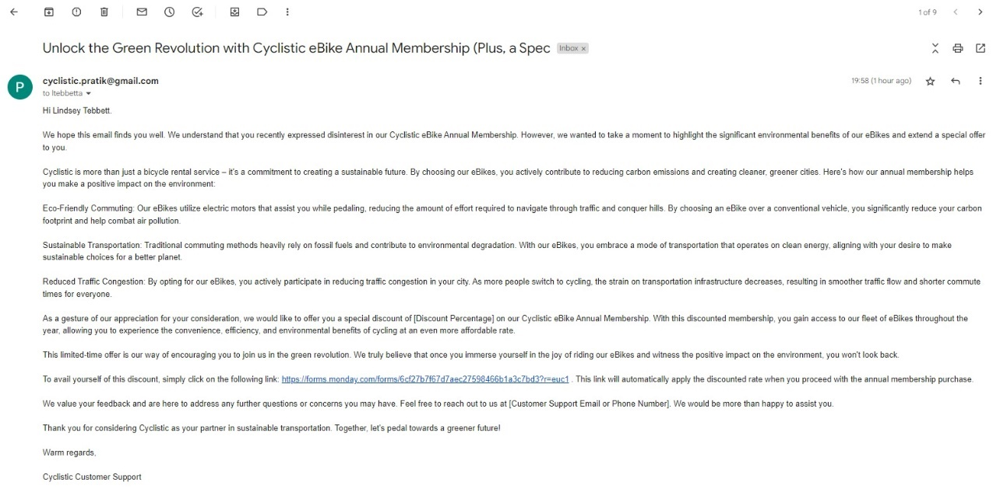 1 of 9
Unlock the Green Revolution with Cyclistic eBike Annual Membership (Plus, a Spec Inbox x
P
cyclistic.pratik@gmail.com 19:58 (1 hour ago)
to ltebbetta
Hi Lindsey Tebbett.
We hope this email finds you well. We understand that you recently expressed disinterest in our Cyclistic eBike Annual Membership. However, we wanted to take a moment to highlight the significant environmental benefits of our eBikes and extend a special offer
to you.
Cyclistic is more than just a bicycle rental service – it's a commitment to creating a sustainable future. By choosing our eBikes, you actively contribute to reducing carbon emissions and creating cleaner, greener cities. Here's how our annual membership helps
you make a positive impact on the environment:
Eco-Friendly Commuting: Our eBikes utilize electric motors that assist you while pedaling, reducing the amount of effort required to navigate through traffic and conquer hills. By choosing an eBike over a conventional vehicle, you significantly reduce your carbon
footprint and help combat air pollution.
Sustainable Transportation: Traditional commuting methods heavily rely on fossil fuels and contribute to environmental degradation. With our eBikes, you embrace a mode of transportation that operates on clean energy, aligning with your desire to make
sustainable choices for a better planet.
Reduced Traffic Congestion: By opting for our eBikes, you actively participate in reducing traffic congestion in your city. As more people switch to cycling, the strain on transportation infrastructure decreases, resulting in smoother traffic flow and shorter commute
times for everyone.
As a gesture of our appreciation for your consideration, we would like to offer you a special discount of [Discount Percentage] on our Cyclistic eBike Annual Membership. With this discounted membership, you gain access to our fleet of eBikes throughout the
year, allowing you to experience the convenience, efficiency, and environmental benefits of cycling at an even more affordable rate.
This limited-time offer is our way of encouraging you to join us in the green revolution. We truly believe that once you immerse yourself in the joy of riding our eBikes and witness the positive impact on the environment, you won't look back.
To avail yourself of this discount, simply click on the following link: https://forms.monday.com/forms/6cf27b7f67d7aec27598466b1a3c7bd3?r=euc1 . This link will automatically apply the discounted rate when you proceed with the annual membership purchase.
We value your feedback and are here to address any further questions or concerns you may have. Feel free to reach out to us at [Customer Support Email or Phone Number]. We would be more than happy to assist you.
Thank you for considering Cyclistic as your partner in sustainable transportation. Together, let's pedal towards a greener future!
Warm regards,
Cyclistic Customer Support